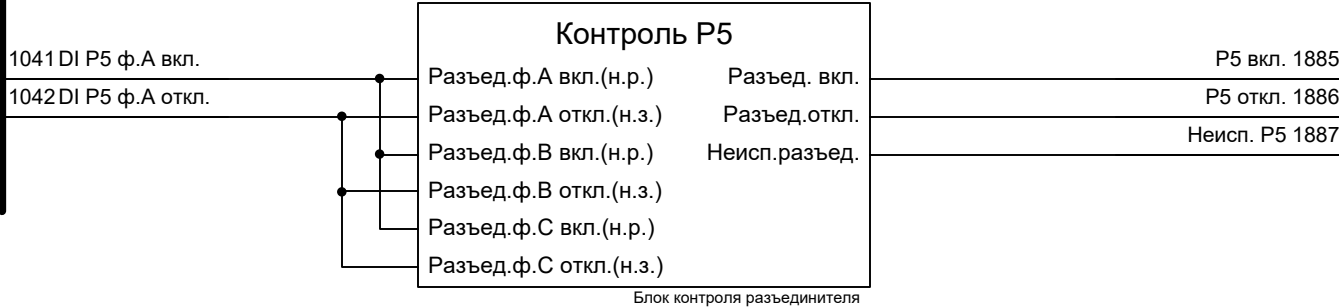 Контроль Р5
1041 DI Р5 ф.А вкл.
Разъед.ф.А вкл.(н.р.)
Разъед. вкл.
Р5 вкл. 1885
1042 DI Р5 ф.А откл.
Разъед.ф.А откл.(н.з.)
Разъед.откл.
Р5 откл. 1886
Разъед.ф.В вкл.(н.р.)
Неисп.разъед.
Неисп. Р5 1887
Разъед.ф.В откл.(н.з.)
Разъед.ф.С вкл.(н.р.)
Разъед.ф.С откл.(н.з.)
Блок контроля разъединителя